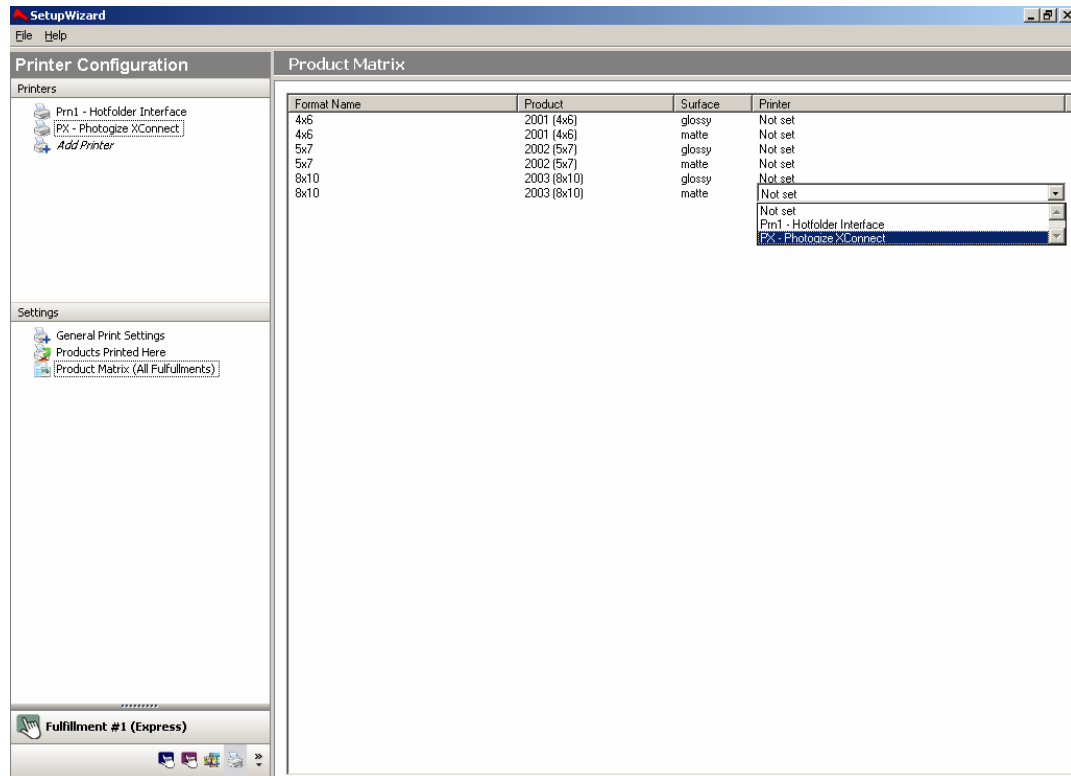 SetupWizard
File Help
Printer Configuration
Printers
Prn1 - Hotfolder Interface
PX - Photogize XConnect
Add Printer
Settings
General Print Settings
Products Printed Here
Product Matrix (All Fulfullments)
Fulfillment #1 (Express)
Product Matrix
Format Name Product Surface Printer
4x6 2001 (4x6) glossy Not set
4x6 2001 (4x6) matte Not set
5x7 2002 (5x7) glossy Not set
5x7 2002 (5x7) matte Not set
8x10 2003 (8x10) glossy Not set
8x10 2003 (8x10) matte Not set
Not set
Prn1 - Hotfolder Interface
PX - Photogize XConnect